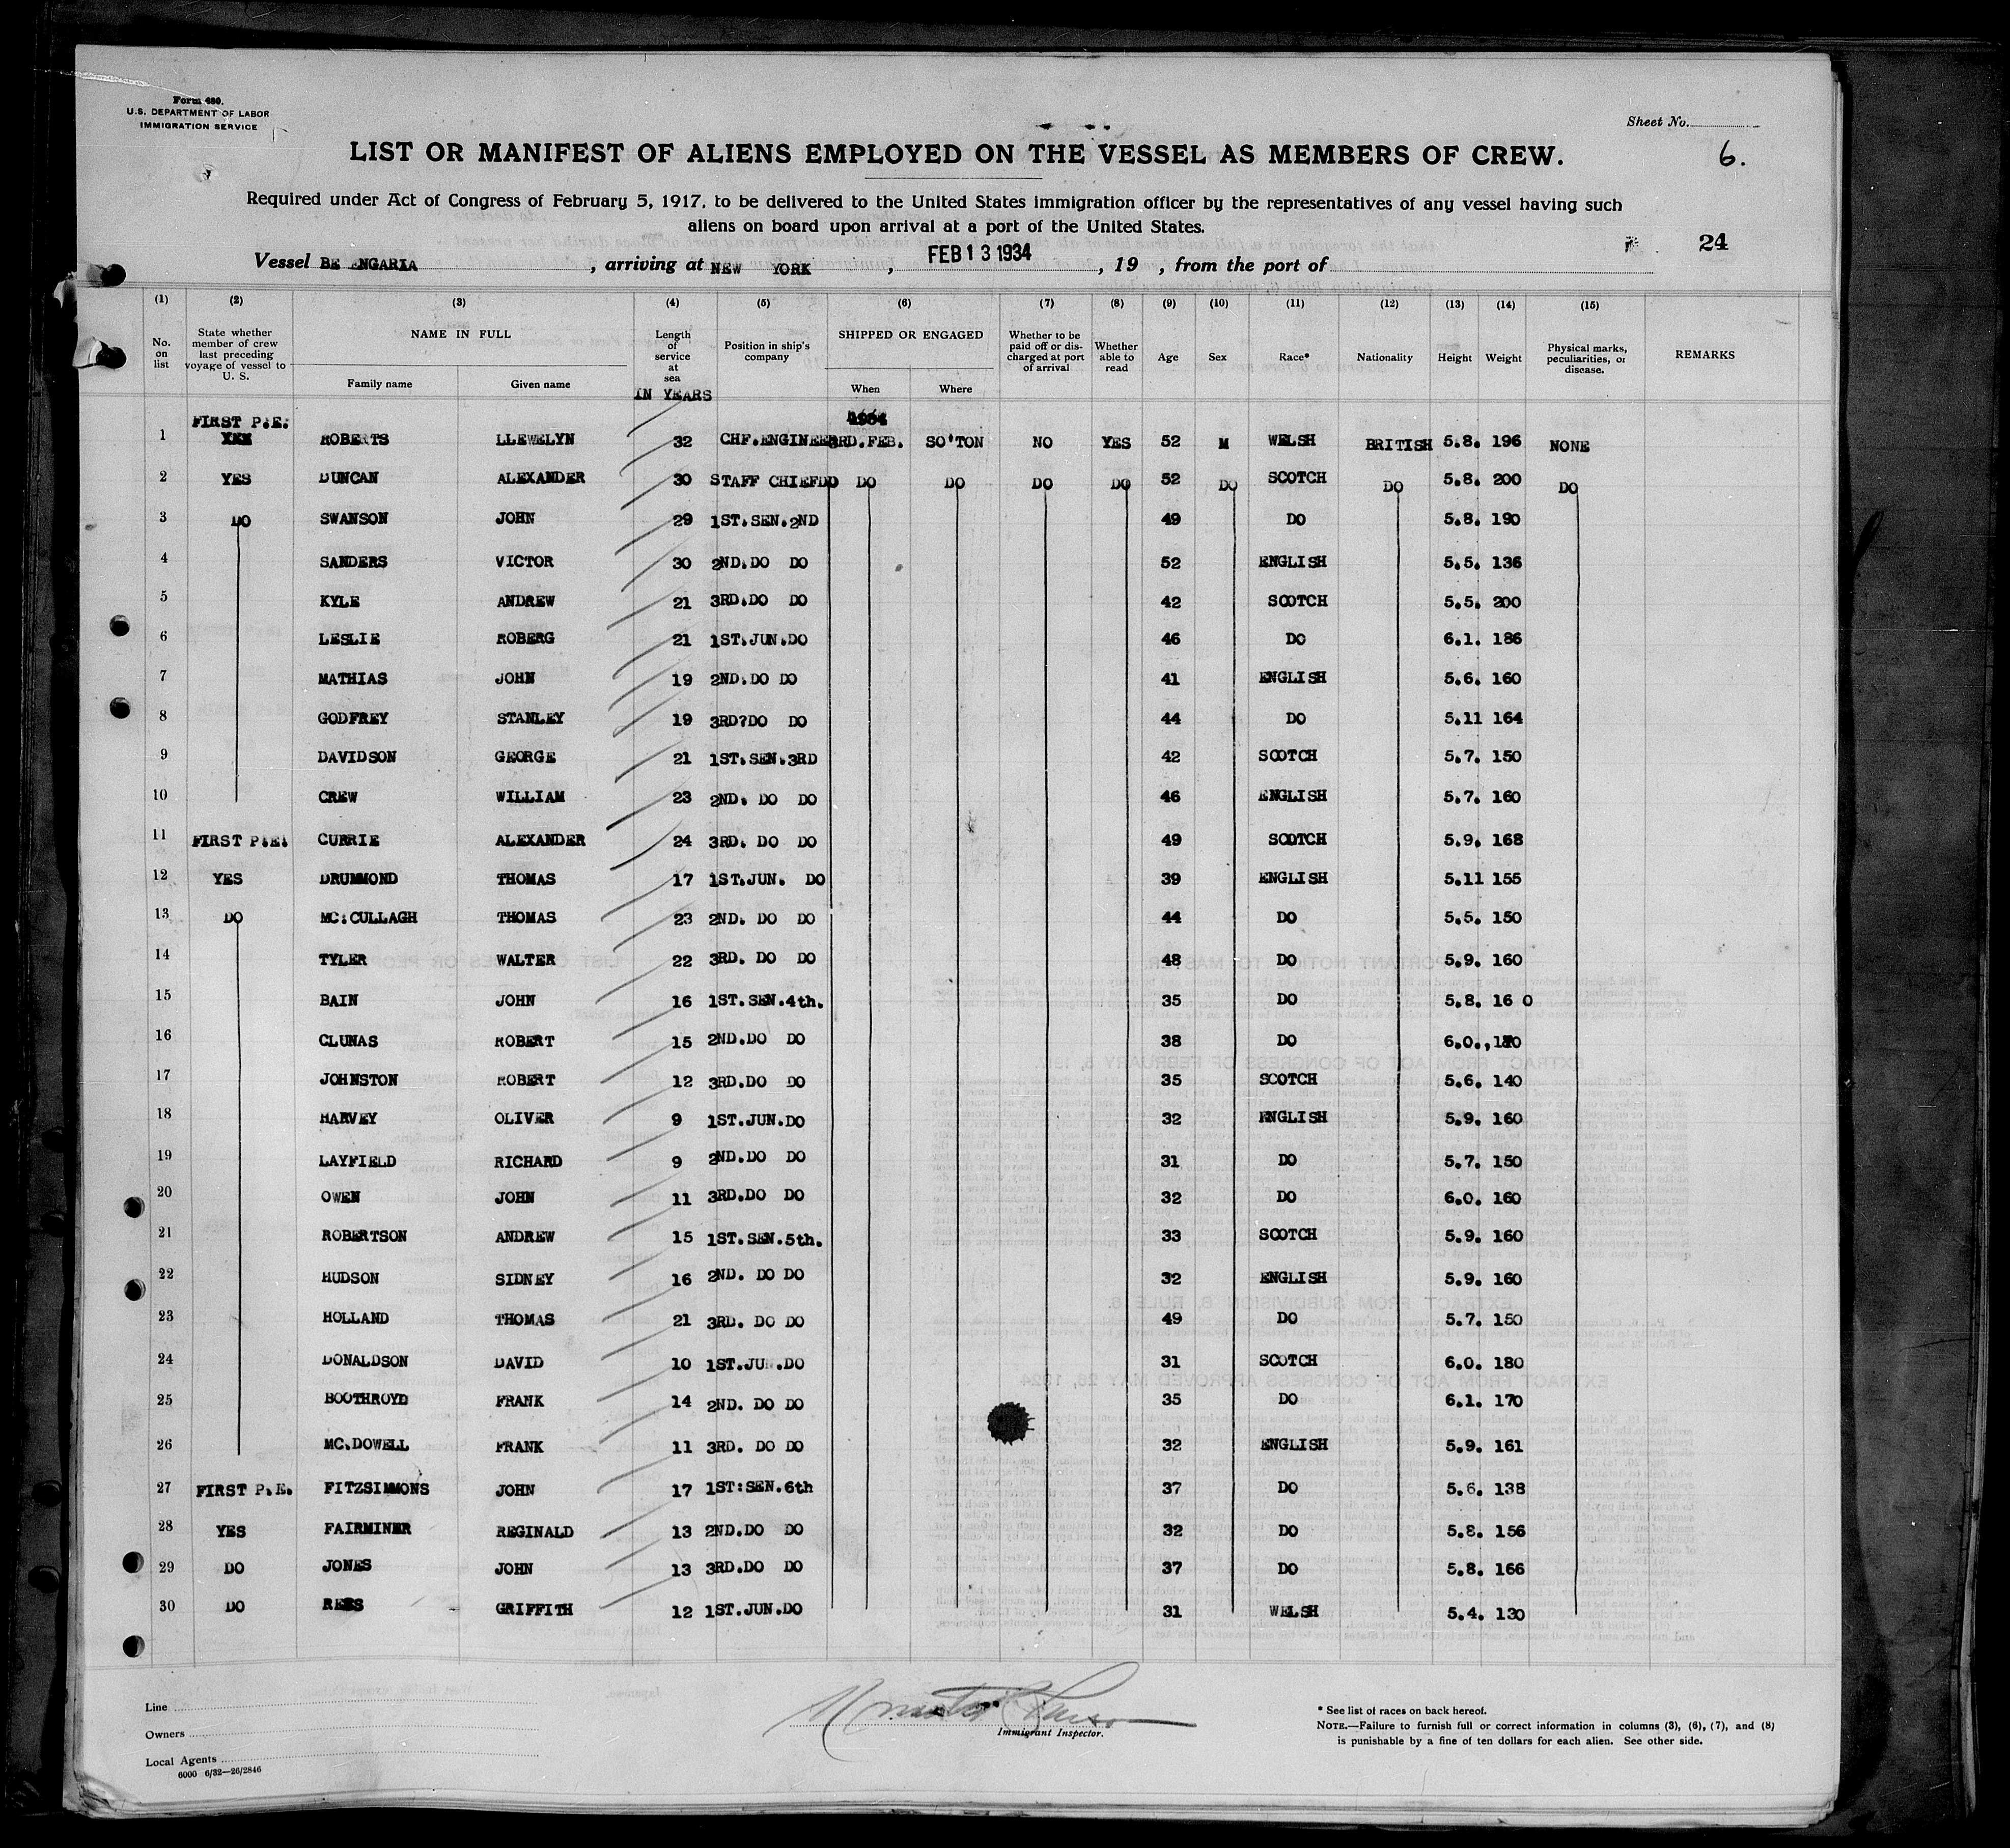 Form 680.
U.S. DEPARTMENT OF LABOR
IMMIGRATION SERVICE
Sheet No.
LIST OR MANIFEST OF ALIENS EMPLOYED ON THE VESSEL AS MEMBERS OF CREW.
6.
Required under Act of Congress of February 5, 1917, to be delivered to the United States immigration officer by the representatives of any vessel having such
aliens on board upon arrival at a port of the United States.
24
Vessel BE ENGARIA, arriving at NEW YORK, FEB 13 1934, 19 , from the port of
(1) (2) (3) (4) (5) (6) (7) (8) (9) (10) (11) (12) (13) (14) (15)
No. on list State whether member of crew last preceding voyage of vessel to U. S. NAME IN FULL Family name Given name Length of service at sea IN YEARS Position in ship's company SHIPPED OR ENGAGED When Where Whether to be paid off or discharged at port of arrival Whether able to read Age Sex Race* Nationality Height Weight Physical marks, peculiarities, or disease. REMARKS
FIRST P.E. 1934
1 YES ROBERTS LLEWELYN 32 CHF.ENGINEER 3RD.FEB. SO'TON NO YES 52 M WELSH BRITISH 5.8. 196 NONE
2 YES DUNCAN ALEXANDER 30 STAFF CHIEF DO DO DO DO DO 52 DO SCOTCH DO 5.8. 200 DO
3 DO SWANSON JOHN 29 1ST.SEN.2ND 49 DO 5.8. 190
4 SANDERS VICTOR 30 2ND.DO DO 52 ENGLISH 5.5. 136
5 KYLE ANDREW 21 3RD.DO DO 42 SCOTCH 5.5. 200
6 LESLIE ROBERG 21 1ST.JUN.DO 46 DO 6.1. 186
7 MATHIAS JOHN 19 2ND.DO DO 41 ENGLISH 5.6. 160
8 GODFREY STANLEY 19 3RD?DO DO 44 DO 5.11 164
9 DAVIDSON GEORGE 21 1ST.SEN.3RD 42 SCOTCH 5.7. 150
10 CREW WILLIAM 23 2ND. DO DO 46 ENGLISH 5.7. 160
11 FIRST P.E. CURRIE ALEXANDER 24 3RD. DO DO 49 SCOTCH 5.9. 168
12 YES DRUMMOND THOMAS 17 1ST.JUN. DO 39 ENGLISH 5.11 155
13 DO MC.CULLAGH THOMAS 23 2ND. DO DO 44 DO 5.5. 150
14 TYLER WALTER 22 3RD. DO DO 48 DO 5.9. 160
15 BAIN JOHN 16 1ST.SEN.4th. 35 DO 5.8. 16 0
16 CLUNAS ROBERT 15 2ND.DO DO 38 DO 6.0.
17 JOHNSTON ROBERT 12 3RD.DO DO 35 SCOTCH 5.6. 140
18 HARVEY OLIVER 9 1ST.JUN.DO 32 ENGLISH 5.9. 160
19 LAYFIELD RICHARD 9 2ND.DO DO 31 DO 5.7. 150
20 OWEN JOHN 11 3RD.DO DO 32 DO 6.0. 160
21 ROBERTSON ANDREW 15 1ST.SEN.5th. 33 SCOTCH 5.9. 160
22 HUDSON SIDNEY 16 2ND. DO DO 32 ENGLISH 5.9. 160
23 HOLLAND THOMAS 21 3RD. DO DO 49 DO 5.7. 150
24 DONALDSON DAVID 10 1ST.JUN.DO 31 SCOTCH 6.0. 180
25 BOOTHROYD FRANK 14 2ND. DO DO 35 DO 6.1. 170
26 MC.DOWELL FRANK 11 3RD. DO DO 32 ENGLISH 5.9. 161
27 FIRST P.E. FITZSIMMONS JOHN 17 1ST:SEN.6th 37 DO 5.6. 138
28 YES FAIRMINER REGINALD 13 2ND.DO DO 32 DO 5.8. 156
29 DO JONES JOHN 13 3RD.DO DO 37 DO 5.8. 166
30 DO REES GRIFFITH 12 1ST.JUN.DO 31 WELSH 5.4. 130
Line
Owners
Local Agents
6000 6/32—26/2846
Immigrant Inspector.
* See list of races on back hereof.
NOTE.—Failure to furnish full or correct information in columns (3), (6), (7), and (8)
is punishable by a fine of ten dollars for each alien. See other side.